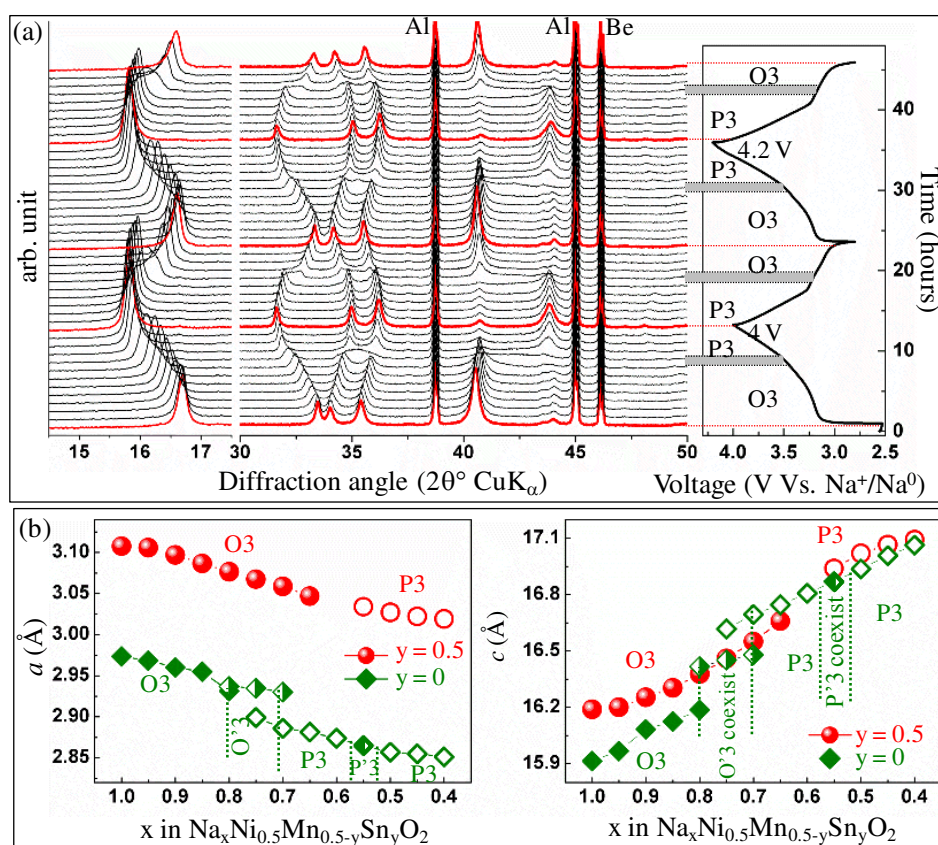 (a)
Al
Al
Be
arb. unit
15
16
17
30
35
40
45
50
Diffraction angle (2θ° CuKα)
O3
P3
4.2 V
P3
O3
O3
P3
4 V
P3
O3
40
30
20
10
0
Time (hours)
4.0
3.5
3.0
2.5
Voltage (V Vs. Na⁺/Na⁰)
(b)
3.10
3.05
3.00
2.95
2.90
2.85
a (Å)
O3
P3
y = 0.5
y = 0
O3
O'3
P3
P'3
P3
1.0
0.9
0.8
0.7
0.6
0.5
0.4
x in NaₓNi₀.₅Mn₀.₅₋ᵧSnᵧO₂
17.1
16.8
16.5
16.2
15.9
c (Å)
P3
O3
O3
O'3 coexist
P3
P'3 coexist
P3
y = 0.5
y = 0
1.0
0.9
0.8
0.7
0.6
0.5
0.4
x in NaₓNi₀.₅Mn₀.₅₋ᵧSnᵧO₂